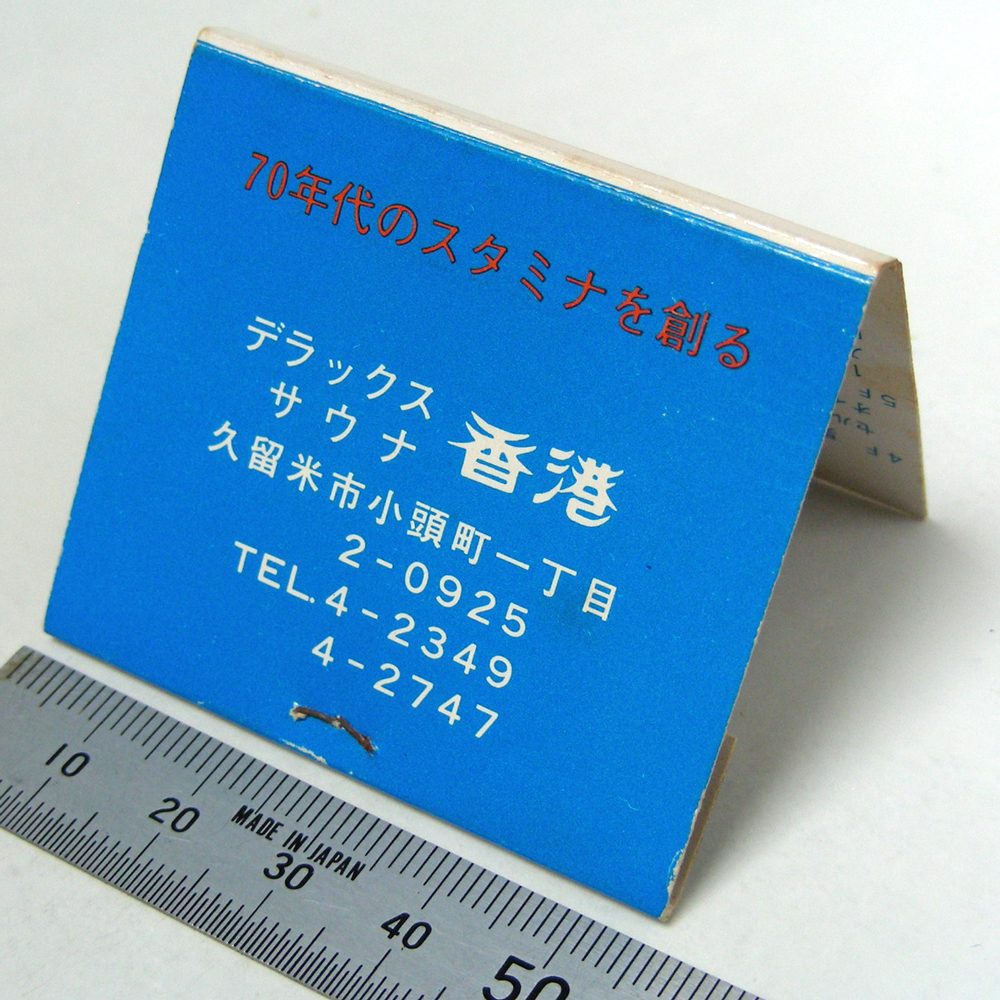 70年代のスタミナを創る
デラックス
サウナ
香港
久留米市小頭町一丁目
2-0925
TEL.4-2349
4-2747
10
20
MADE IN JAPAN
30
40
50
4F
5F